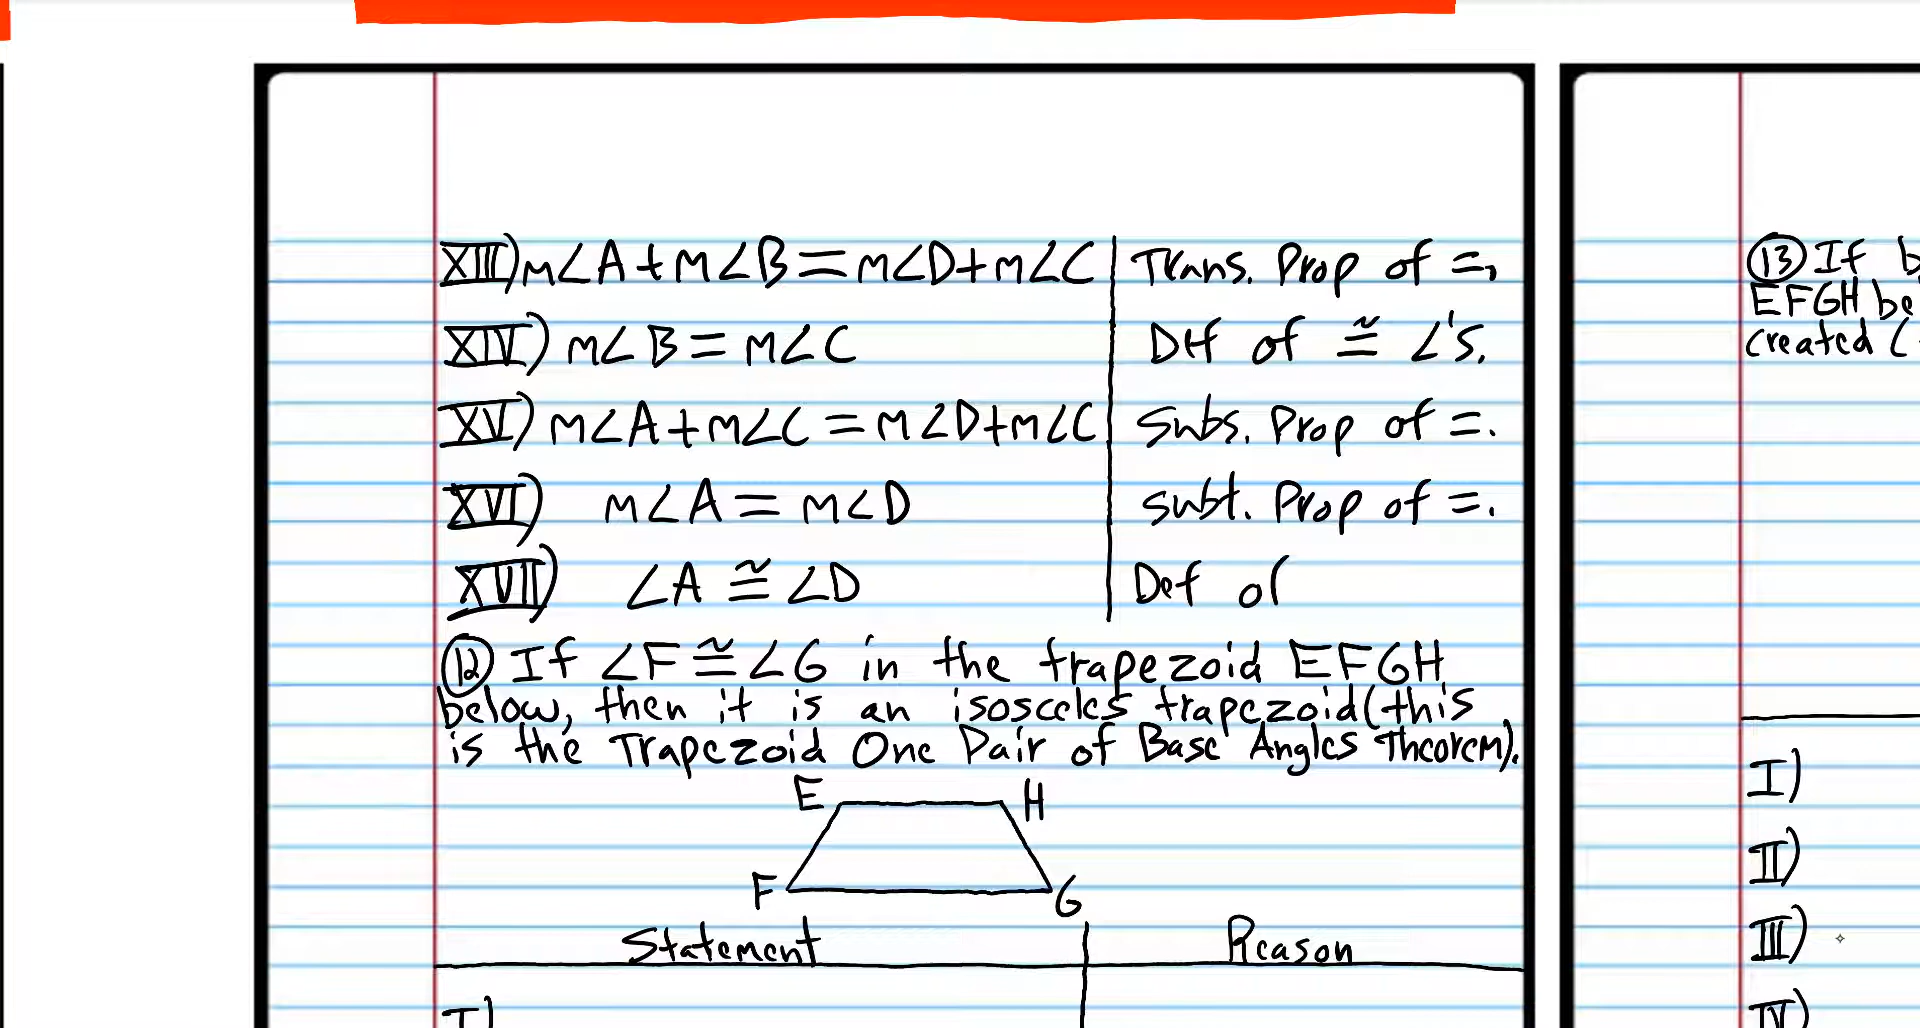 XIII) m∠A+m∠B=m∠D+m∠C Trans. Prop of =.
XIV) m∠B=m∠C Def of ≅ ∠'s.
XV) m∠A+m∠C=m∠D+m∠C Subs. Prop of =.
XVI) m∠A=m∠D Subt. Prop of =.
XVII) ∠A ≅ ∠D Def of
⑫ If ∠F≅∠G in the trapezoid EFGH
below, then it is an isosceles trapezoid(this
is the Trapezoid One Pair of Base Angles Theorem).
E H
F G
Statement Reason
I)
⑬ If
EFGH be
created (
I)
II)
III)
IV)